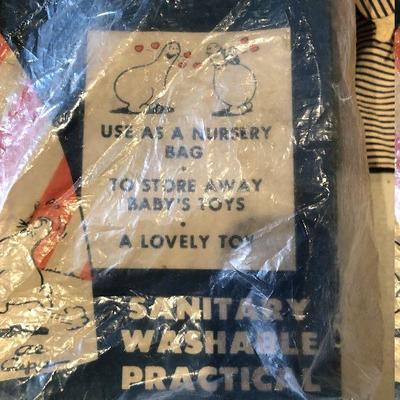 USE AS A NURSERY
BAG
•
TO STORE AWAY
BABY'S TOYS
•
A LOVELY TOY
SANITARY
WASHABLE
PRACTICAL